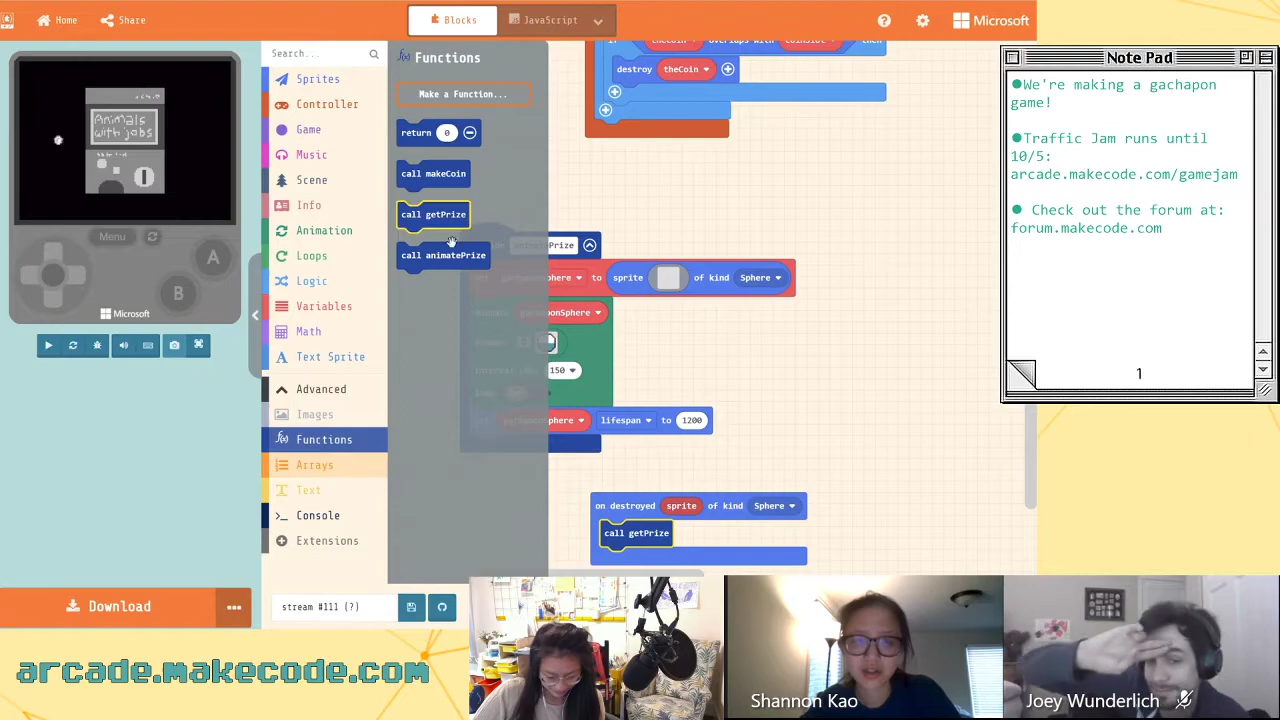 Home
Share
Blocks
JavaScript
Microsoft
Animals
with jobs
Menu
A
B
Microsoft
Search...
Sprites
Controller
Game
Music
Scene
Info
Animation
Loops
Logic
Variables
Math
Text Sprite
Advanced
Images
Functions
Arrays
Text
Console
Extensions
Functions
Make a Function...
return 0
call makeCoin
call getPrize
call animatePrize
theCoin overlaps with coinSlot then
destroy theCoin
to sprite of kind Sphere
150
lifespan to 1200
on destroyed sprite of kind Sphere
call getPrize
Download
stream #111 (?)
Note Pad
●We're making a gachapon
game!
●Traffic Jam runs until
10/5:
arcade.makecode.com/gamejam
● Check out the forum at:
forum.makecode.com
1
arcade.makecode.com
Shannon Kao
Joey Wunderlich